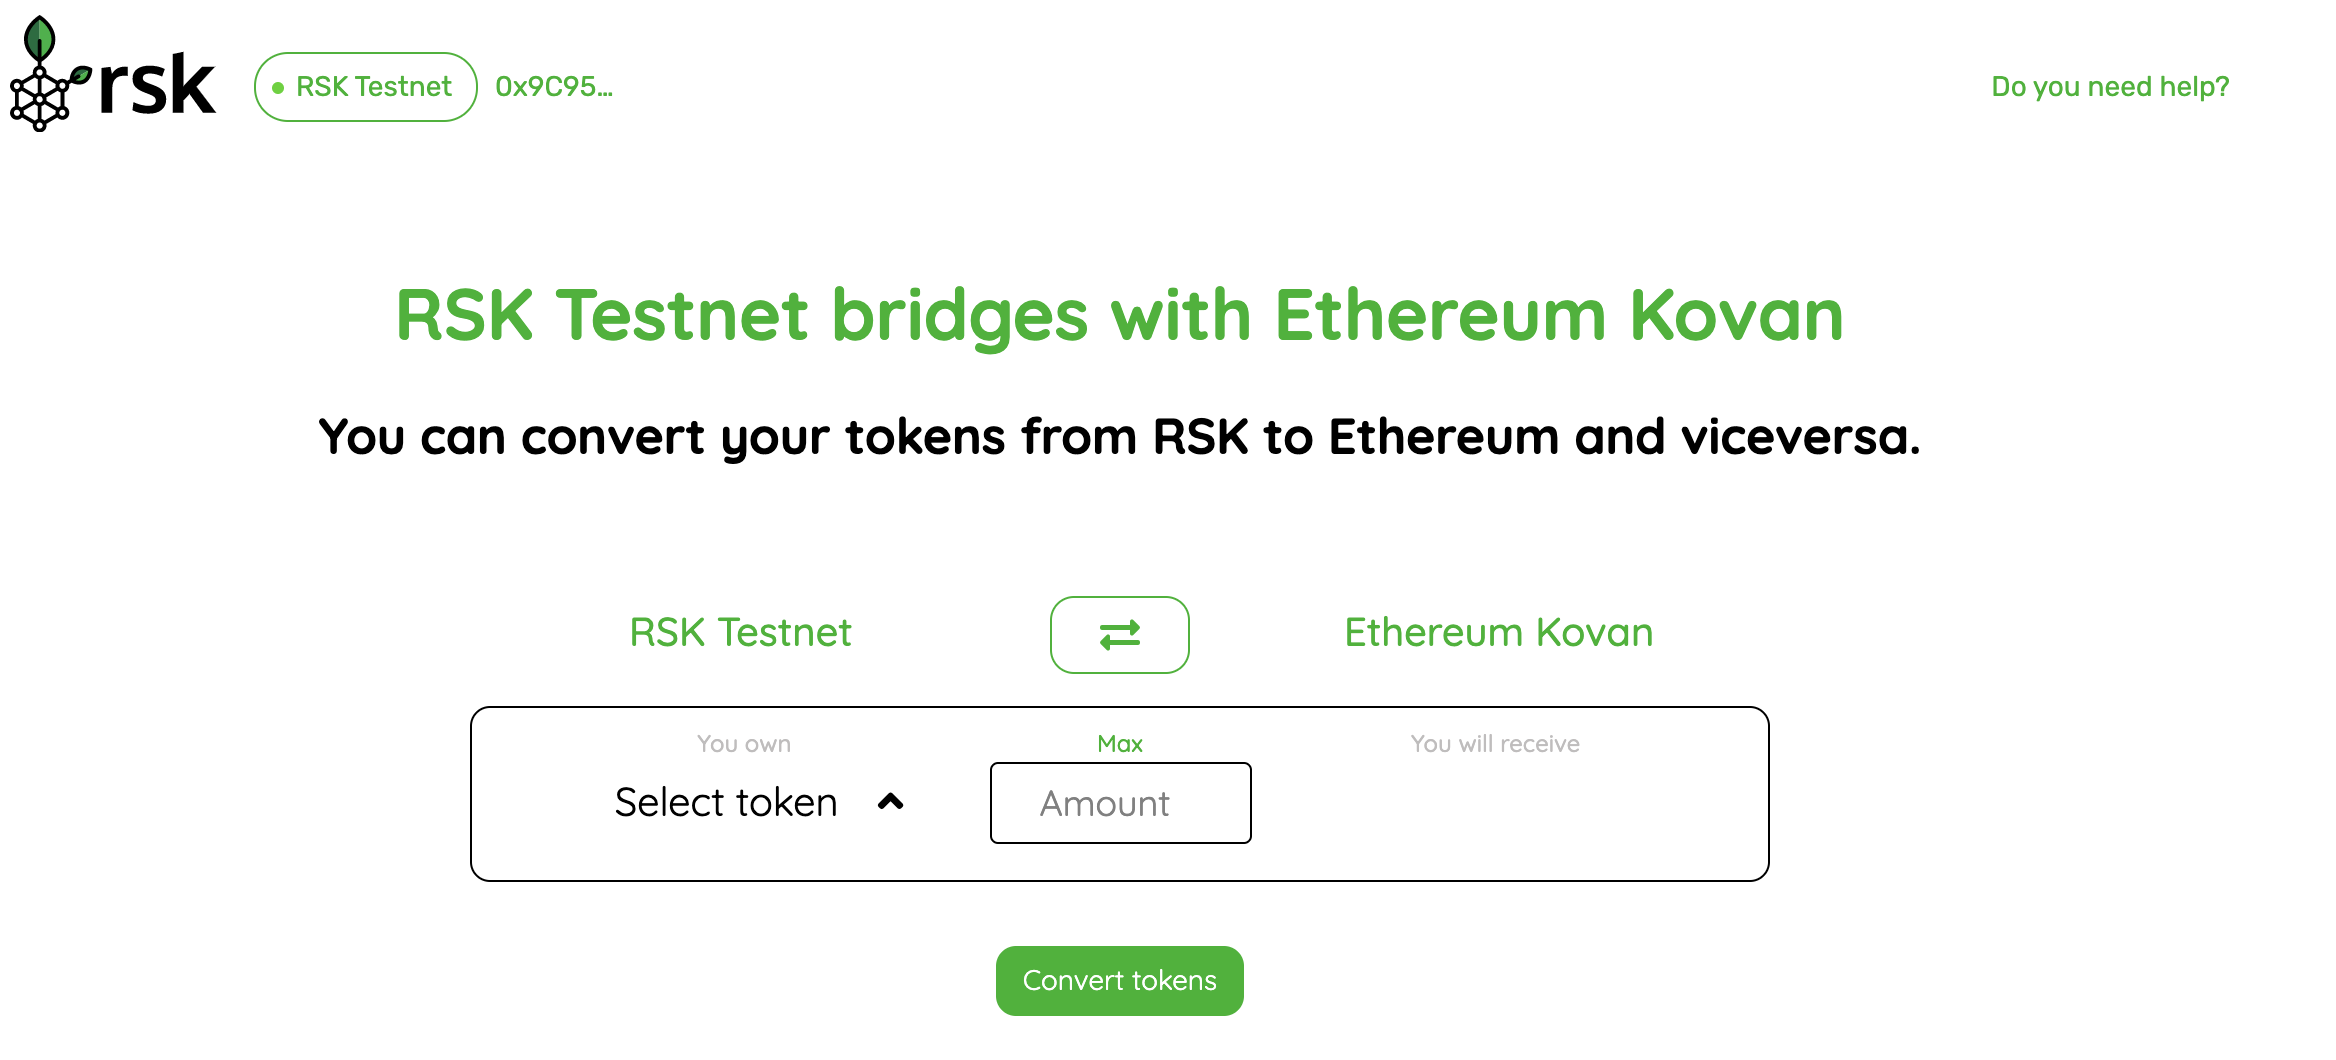 rsk
RSK Testnet
0x9C95...
Do you need help?
RSK Testnet bridges with Ethereum Kovan
You can convert your tokens from RSK to Ethereum and viceversa.
RSK Testnet
Ethereum Kovan
You own
Max
You will receive
Select token
Amount
Convert tokens